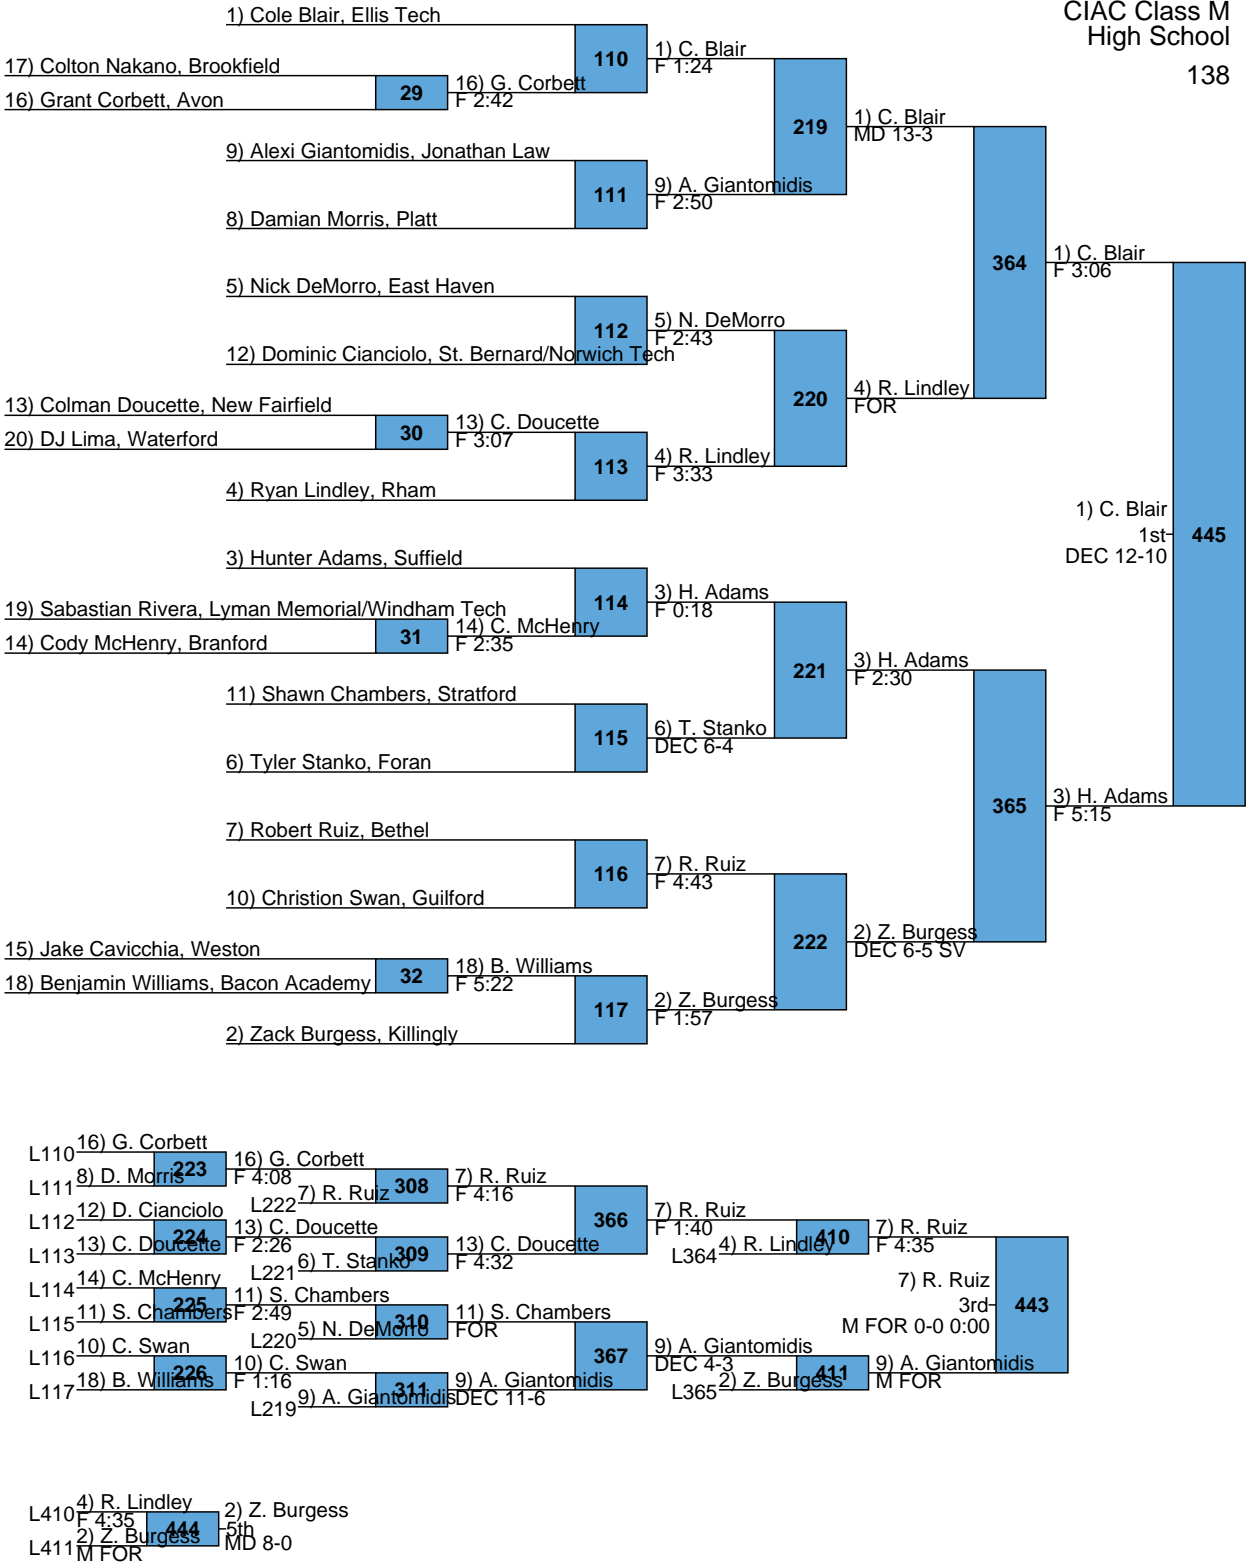 CIAC Class M
High School
138
1) Cole Blair, Ellis Tech
110
1) C. Blair
F 1:24
17) Colton Nakano, Brookfield
29
16) G. Corbett
F 2:42
16) Grant Corbett, Avon
219
1) C. Blair
MD 13-3
9) Alexi Giantomidis, Jonathan Law
111
9) A. Giantomidis
F 2:50
8) Damian Morris, Platt
364
1) C. Blair
F 3:06
5) Nick DeMorro, East Haven
112
5) N. DeMorro
F 2:43
12) Dominic Cianciolo, St. Bernard/Norwich Tech
220
4) R. Lindley
FOR
13) Colman Doucette, New Fairfield
30
13) C. Doucette
F 3:07
20) DJ Lima, Waterford
113
4) R. Lindley
F 3:33
4) Ryan Lindley, Rham
1) C. Blair
1st
DEC 12-10
445
3) Hunter Adams, Suffield
114
3) H. Adams
F 0:18
19) Sabastian Rivera, Lyman Memorial/Windham Tech
31
14) C. McHenry
F 2:35
14) Cody McHenry, Branford
221
3) H. Adams
F 2:30
11) Shawn Chambers, Stratford
115
6) T. Stanko
DEC 6-4
6) Tyler Stanko, Foran
365
3) H. Adams
F 5:15
7) Robert Ruiz, Bethel
116
7) R. Ruiz
F 4:43
10) Christion Swan, Guilford
222
2) Z. Burgess
DEC 6-5 SV
15) Jake Cavicchia, Weston
32
18) B. Williams
F 5:22
18) Benjamin Williams, Bacon Academy
117
2) Z. Burgess
F 1:57
2) Zack Burgess, Killingly
L110
16) G. Corbett
223
16) G. Corbett
F 4:08
L111
8) D. Morris
L222
7) R. Ruiz
308
7) R. Ruiz
F 4:16
L112
12) D. Cianciolo
224
13) C. Doucette
F 2:26
L113
13) C. Doucette
L221
6) T. Stanko
309
13) C. Doucette
F 4:32
366
7) R. Ruiz
F 1:40
L364
4) R. Lindley
410
7) R. Ruiz
F 4:35
L114
14) C. McHenry
225
11) S. Chambers
F 2:49
L115
11) S. Chambers
L220
5) N. DeMorro
310
11) S. Chambers
FOR
7) R. Ruiz
3rd
M FOR 0-0 0:00
443
L116
10) C. Swan
226
10) C. Swan
F 1:16
L117
18) B. Williams
L219
9) A. Giantomidis
311
9) A. Giantomidis
DEC 11-6
367
9) A. Giantomidis
DEC 4-3
L365
2) Z. Burgess
411
9) A. Giantomidis
M FOR
L410
4) R. Lindley
F 4:35
444
2) Z. Burgess
5th
MD 8-0
L411
2) Z. Burgess
M FOR